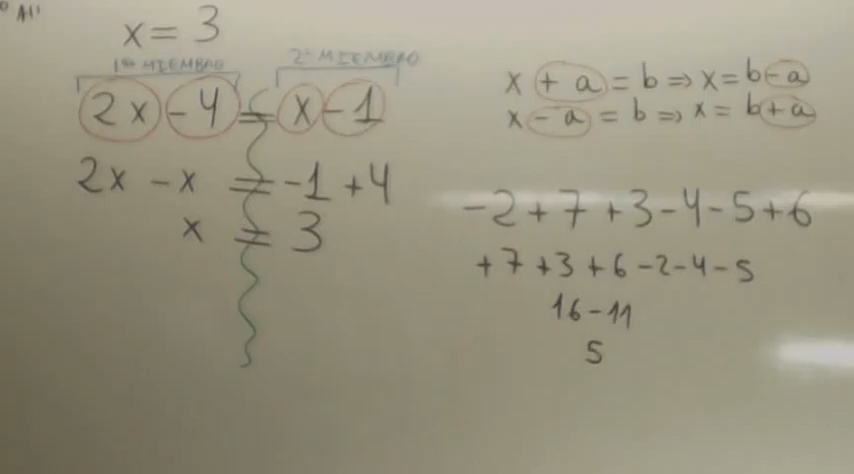 x = 3
1er MIEMBRO
2º MIEMBRO
2x - 4 = x - 1
2x - x = -1 + 4
x = 3
x + a = b ⇒ x = b - a
x - a = b ⇒ x = b + a
-2 + 7 + 3 - 4 - 5 + 6
+ 7 + 3 + 6 - 2 - 4 - 5
16 - 11
5